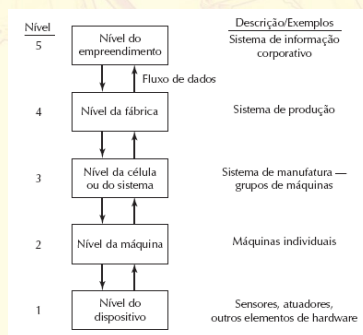 Nível
Descrição/Exemplos
5
Nível do
empreendimento
Sistema de informação
corporativo
Fluxo de dados
4
Nível da fábrica
Sistema de produção
3
Nível da célula
ou do sistema
Sistema de manufatura —
grupos de máquinas
2
Nível da máquina
Máquinas individuais
1
Nível do
dispositivo
Sensores, atuadores,
outros elementos de hardware